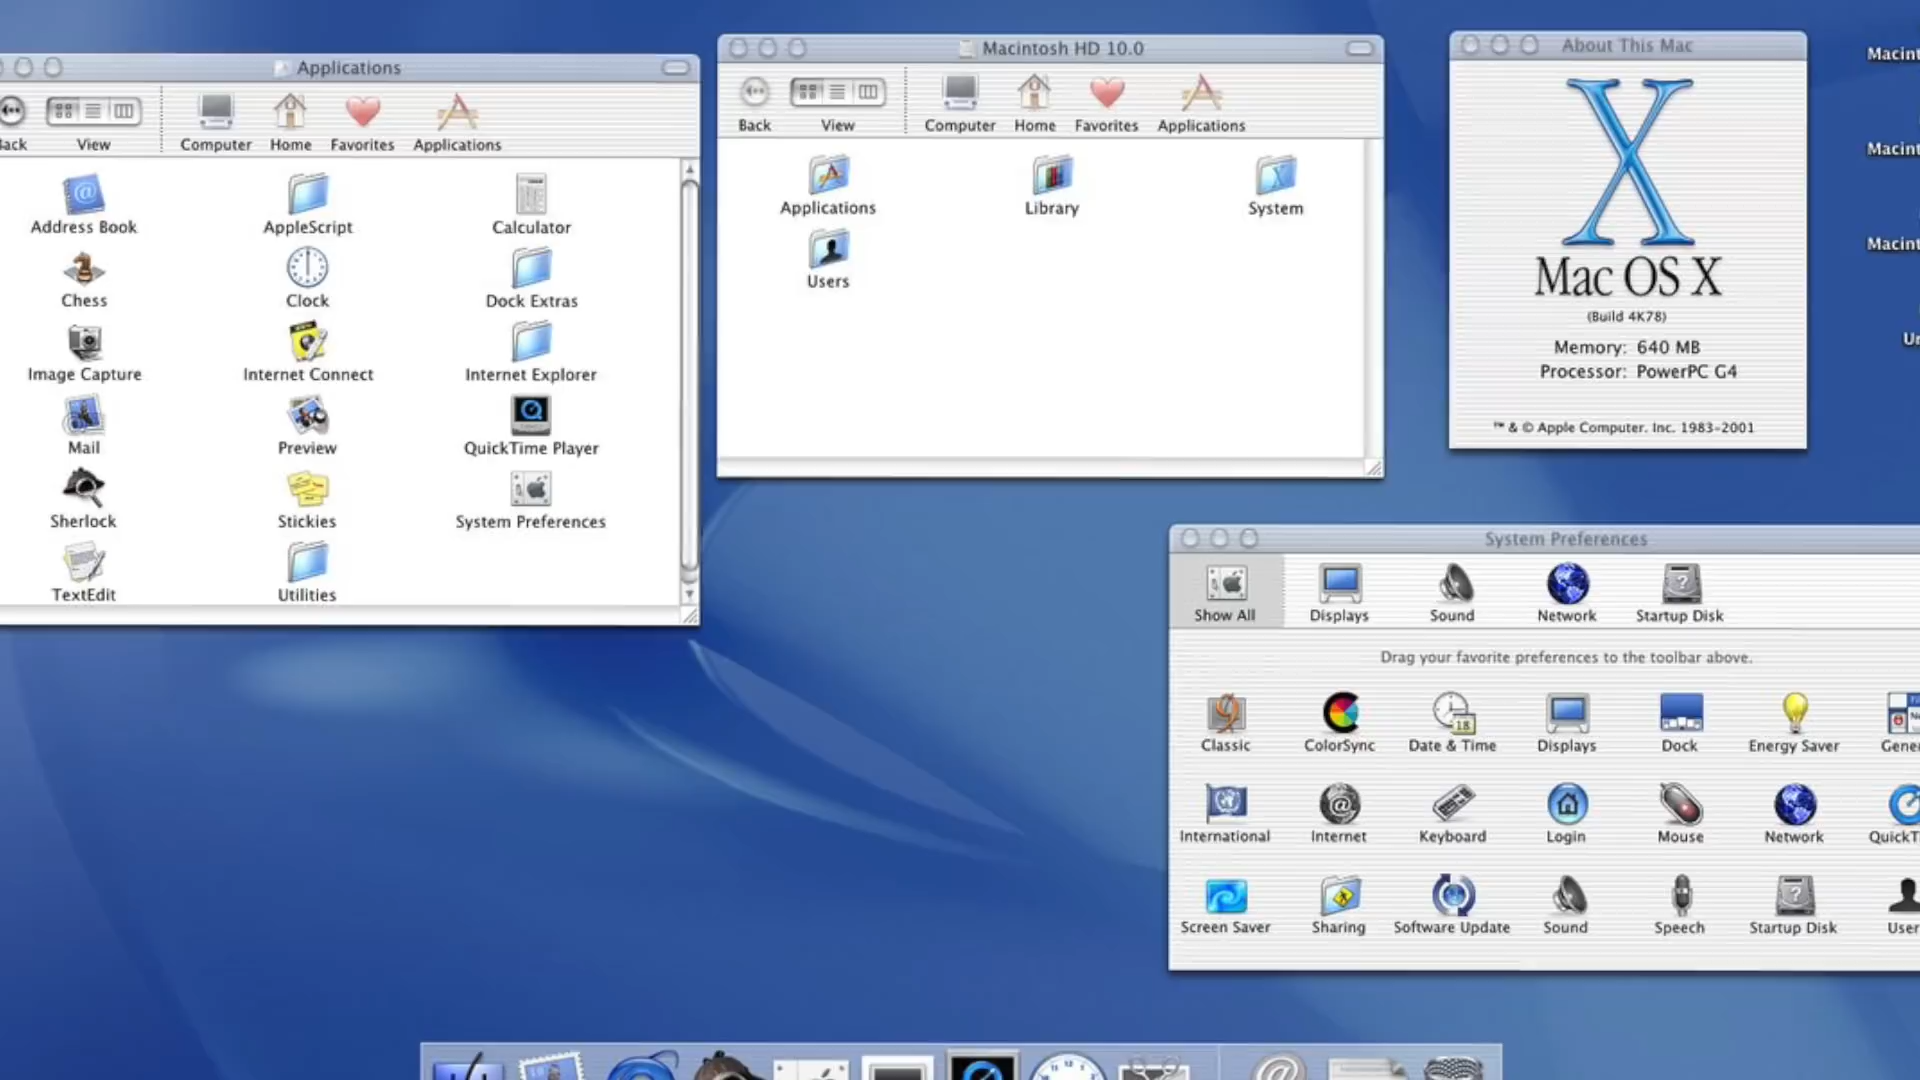 Applications
Back View Computer Home Favorites Applications
Address Book AppleScript Calculator
Chess Clock Dock Extras
Image Capture Internet Connect Internet Explorer
Mail Preview QuickTime Player
Sherlock Stickies System Preferences
TextEdit Utilities
Macintosh HD 10.0
Back View Computer Home Favorites Applications
Applications Library System
Users
About This Mac
Mac OS X
(Build 4K78)
Memory: 640 MB
Processor: PowerPC G4
™ & © Apple Computer, Inc. 1983-2001
Macint
Macint
Macint
Un
System Preferences
Show All Displays Sound Network Startup Disk
Drag your favorite preferences to the toolbar above.
Classic ColorSync Date & Time Displays Dock Energy Saver Gene
International Internet Keyboard Login Mouse Network QuickT
Screen Saver Sharing Software Update Sound Speech Startup Disk User